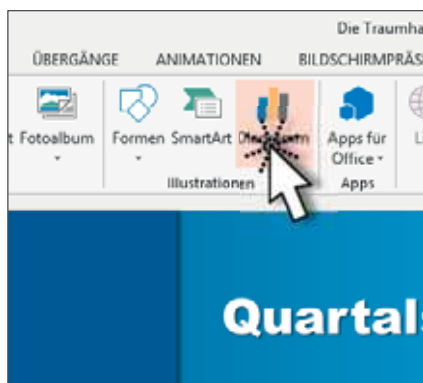 Die Traumha
ÜBERGÄNGE ANIMATIONEN BILDSCHIRMPRÄS
t Fotoalbum Formen SmartArt Apps für
Office
Illustrationen Apps
Quartals